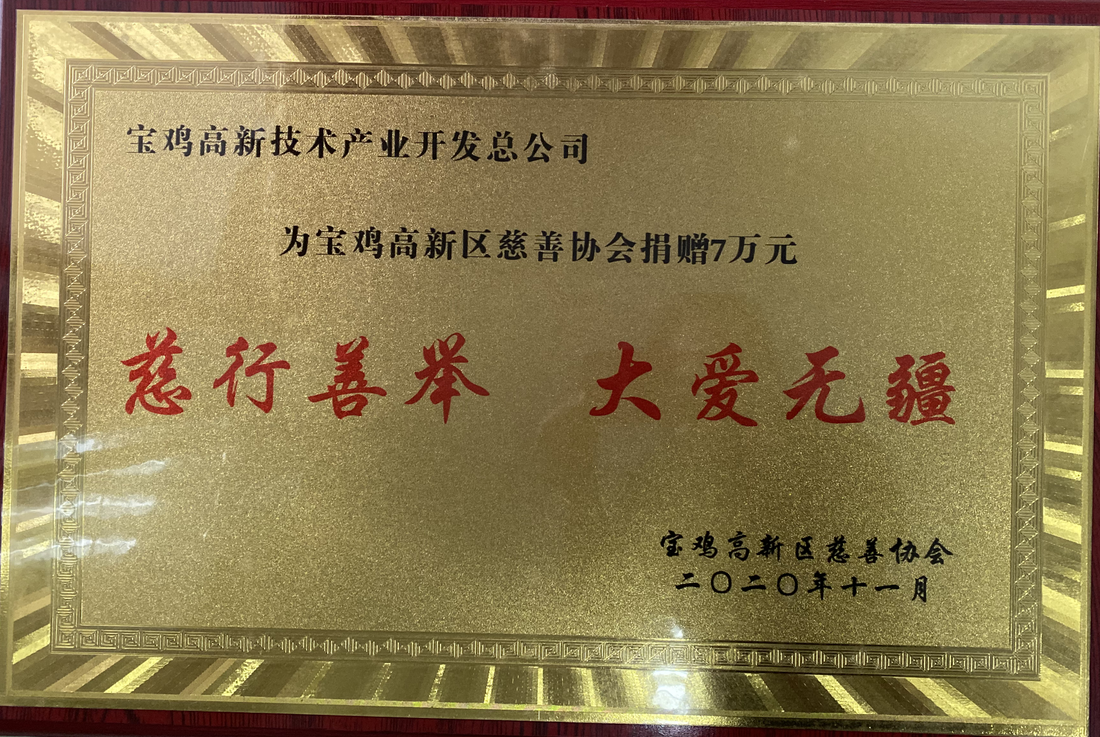 宝鸡高新技术产业开发总公司
为宝鸡高新区慈善协会捐赠7万元
慈行善举 大爱无疆
宝鸡高新区慈善协会
二〇二〇年十一月